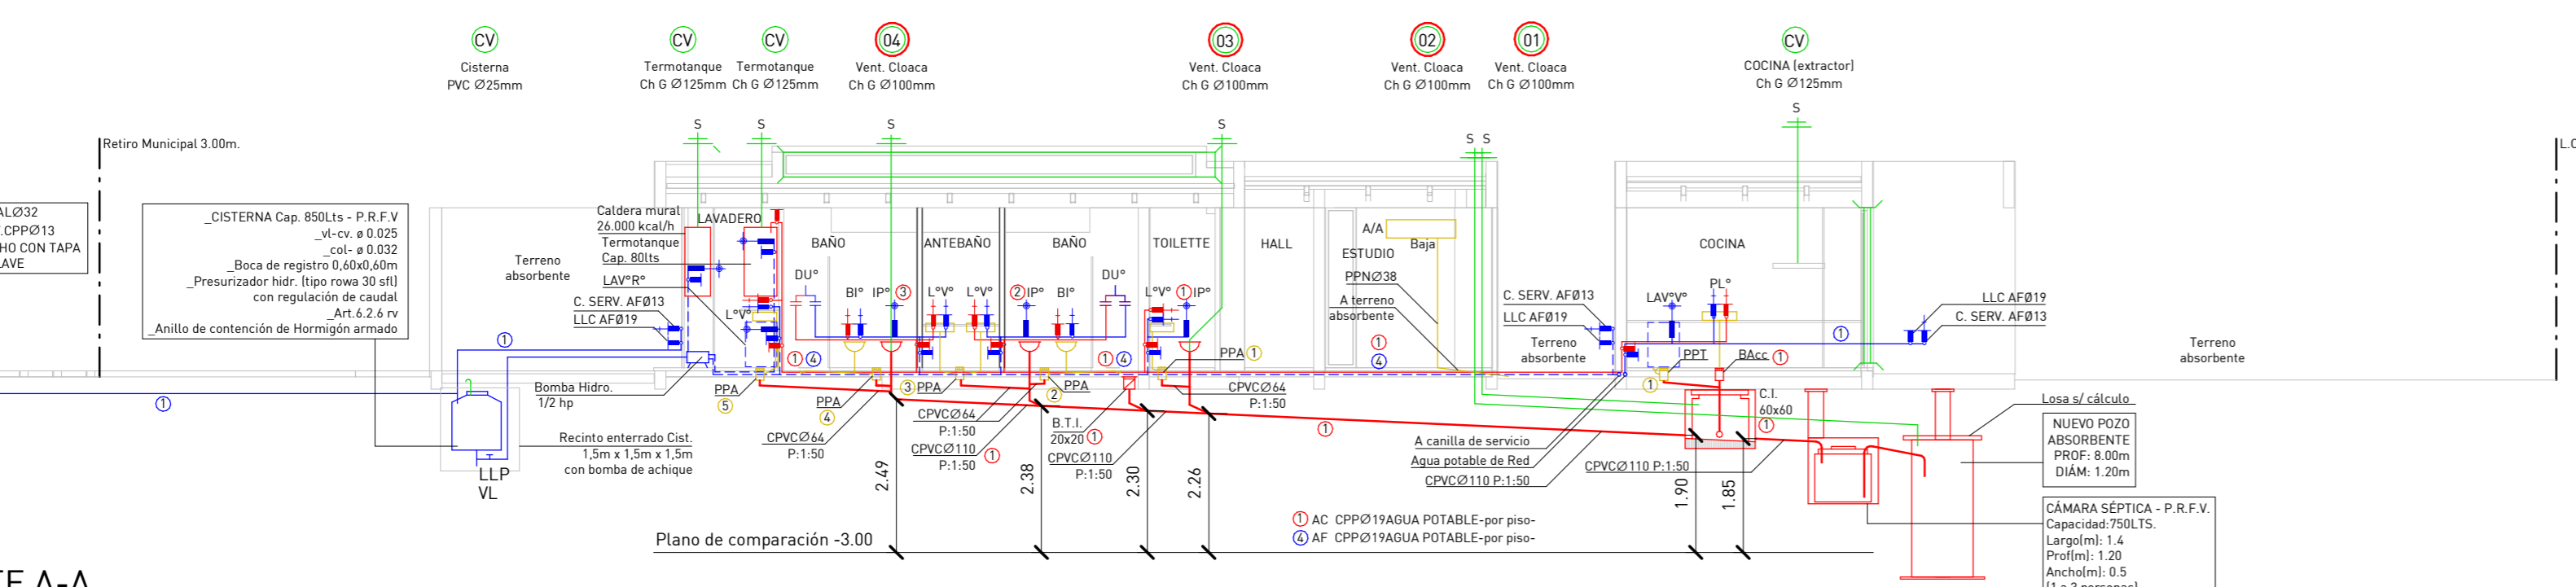 CV
Cisterna
PVC Ø25mm
CV
Termotanque
Ch G Ø125mm
CV
Termotanque
Ch G Ø125mm
04
Vent. Cloaca
Ch G Ø100mm
03
Vent. Cloaca
Ch G Ø100mm
02
Vent. Cloaca
Ch G Ø100mm
01
Vent. Cloaca
Ch G Ø100mm
CV
COCINA (extractor)
Ch G Ø125mm
S
S
S
S
S S
S
Retiro Municipal 3.00m.
ALØ32
.CPPØ13
HO CON TAPA
LAVE
_CISTERNA Cap. 850Lts - P.R.F.V
_vl-cv. ø 0.025
_col- ø 0.032
_Boca de registro 0,60x0,60m
_Presurizador hidr. (tipo rowa 30 sfl)
con regulación de caudal
_Art.6.2.6 rv
_Anillo de contención de Hormigón armado
Terreno
absorbente
Caldera mural
26.000 kcal/h
Termotanque
Cap. 80lts
LAV°R°
C. SERV. AFØ13
LLC AFØ19
LAVADERO
L°V°
BAÑO
DU°
BI° IP° 3
ANTEBAÑO
L°V° L°V°
BAÑO
2 IP° BI°
DU°
TOILETTE
L°V° 1 IP°
HALL
A/A
Baja
ESTUDIO
PPNØ38
A terreno
absorbente
1
4
C. SERV. AFØ13
LLC AFØ19
Terreno
absorbente
COCINA
LAV°V°
PL°
LLC AFØ19
C. SERV. AFØ13
1
Terreno
absorbente
1
1
Bomba Hidro.
1/2 hp
1 4
1 4
PPA
5
PPA
4
3 PPA
PPA
2
PPA 1
CPVCØ64
P:1:50
CPVCØ64
P:1:50
CPVCØ64
P:1:50
CPVCØ110
P:1:50
1
B.T.I.
20x20 1
CPVCØ110
P:1:50
1
PPT
1
BAcc 1
C.I.
60x60
1
A canilla de servicio
Agua potable de Red
CPVCØ110 P:1:50
CPVCØ110 P:1:50
Losa s/ cálculo
NUEVO POZO
ABSORBENTE
PROF: 8.00m
DIÁM: 1.20m
Recinto enterrado Cist.
1,5m x 1,5m x 1,5m
con bomba de achique
LLP
VL
2.49
2.38
2.30
2.26
1.90
1.85
Plano de comparación -3.00
1 AC CPPØ19AGUA POTABLE-por piso-
4 AF CPPØ19AGUA POTABLE-por piso-
CÁMARA SÉPTICA - P.R.F.V.
Capacidad:750LTS.
Largo(m): 1.4
Prof(m): 1.20
Ancho(m): 0.5
TE A-A